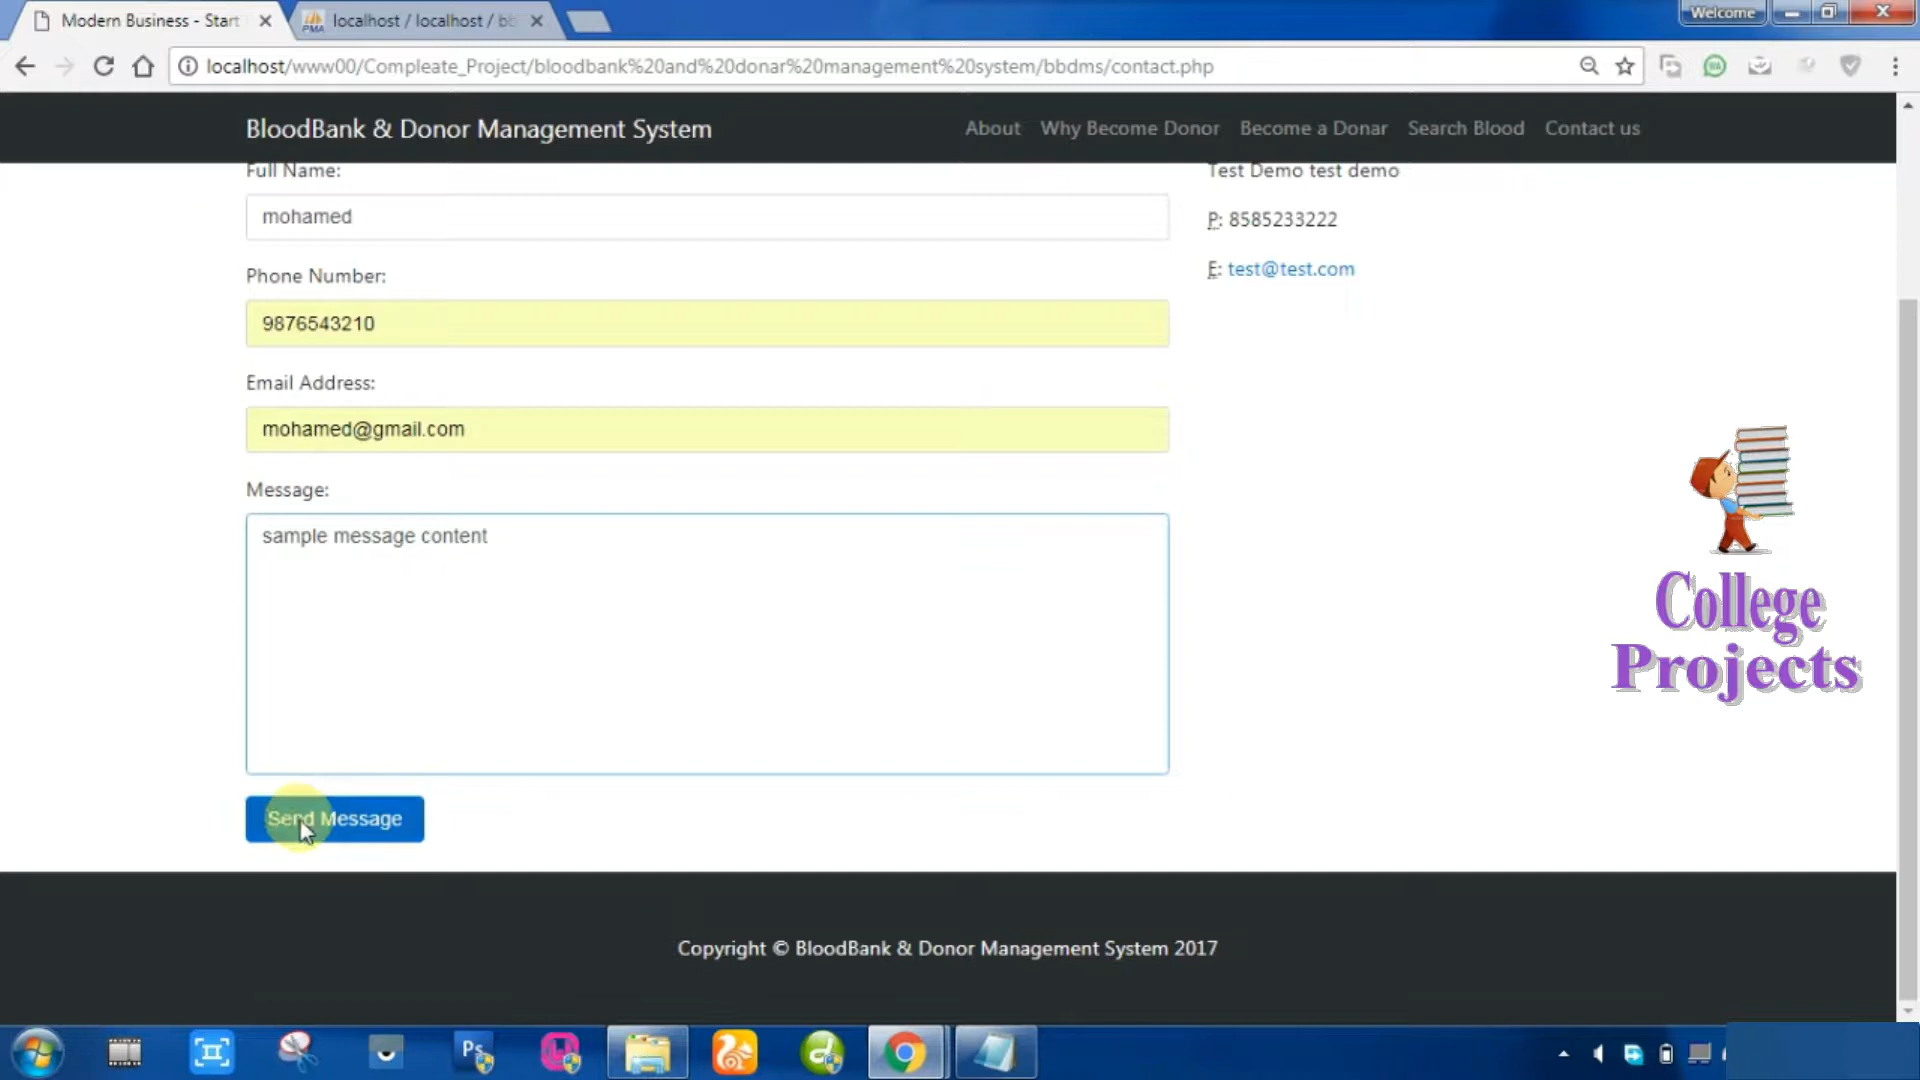 Modern Business - Start
localhost / localhost / bb
Welcome
localhost/www00/Compleate_Project/bloodbank%20and%20donar%20management%20system/bbdms/contact.php
BloodBank & Donor Management System
About
Why Become Donor
Become a Donar
Search Blood
Contact us
Full Name:
mohamed
Phone Number:
9876543210
Email Address:
mohamed@gmail.com
Message:
sample message content
Send Message
Test Demo test demo
P: 8585233222
E: test@test.com
College
Projects
Copyright © BloodBank & Donor Management System 2017
PMA
Ps